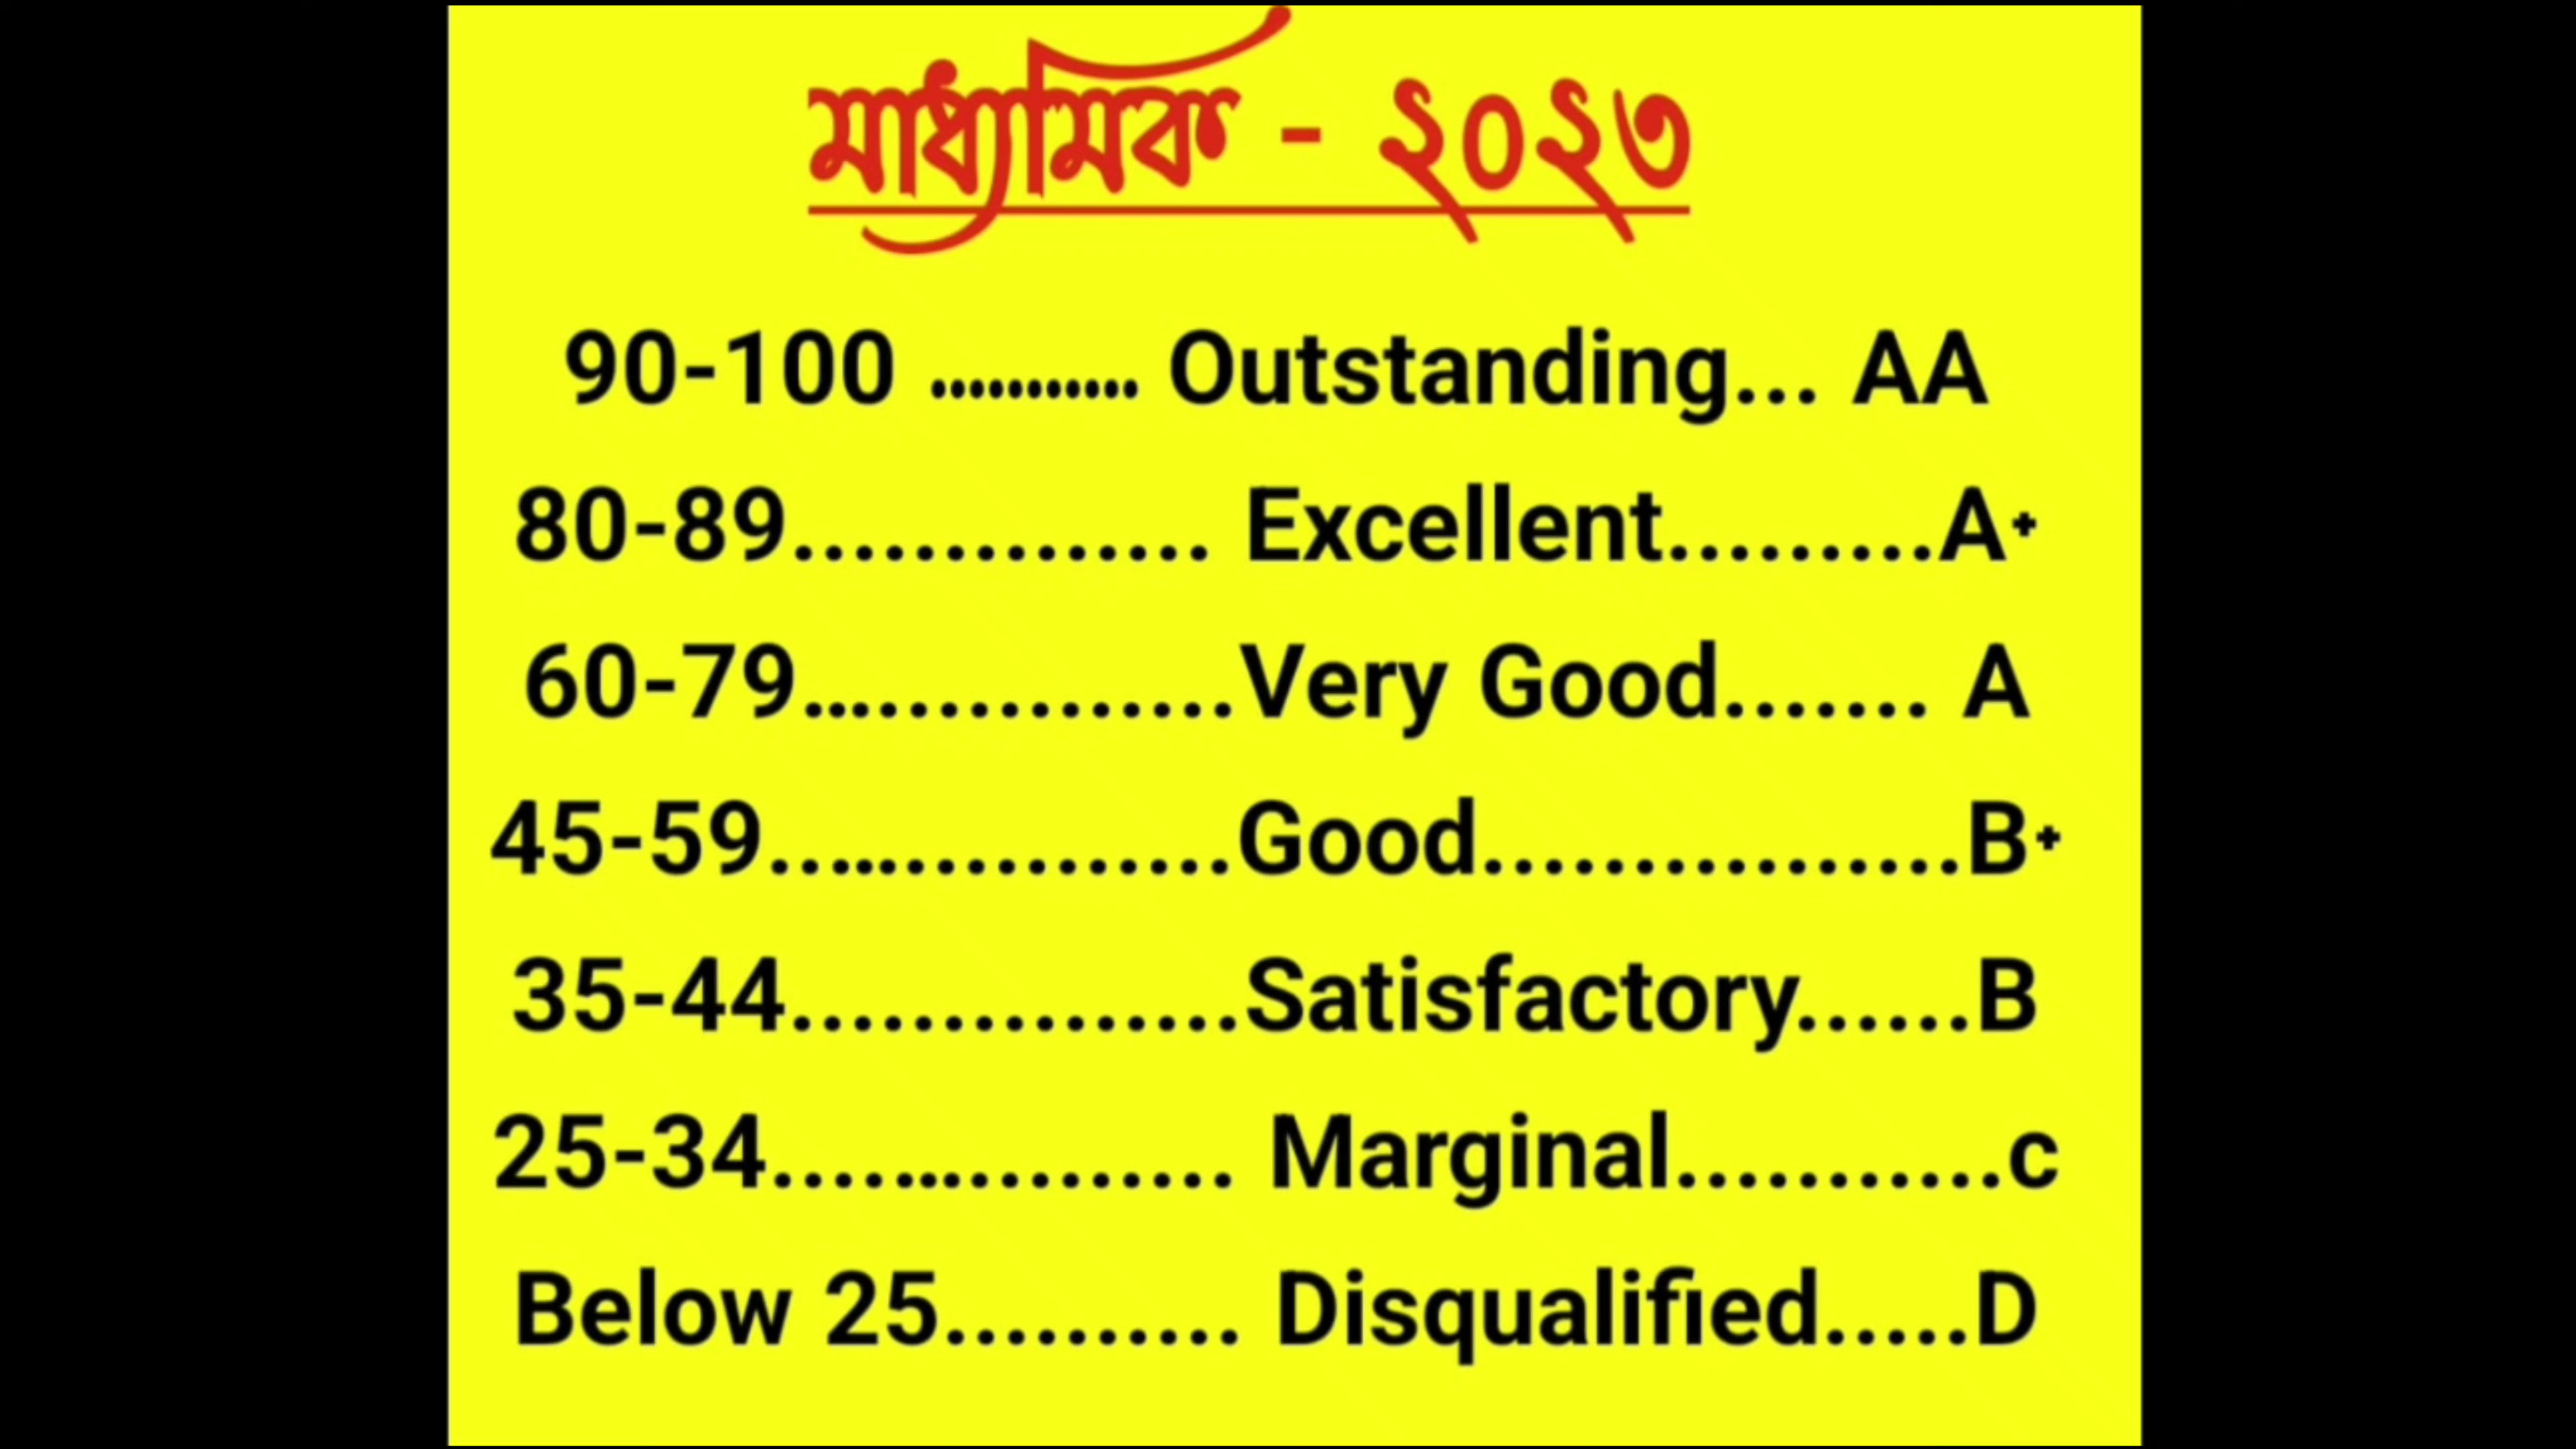 মাধ্যমিক - ২০২৩
90-100 ........... Outstanding... AA
80-89.............. Excellent.........A+
60-79...............Very Good....... A
45-59................Good................B+
35-44...............Satisfactory......B
25-34................ Marginal...........c
Below 25.......... Disqualified.....D